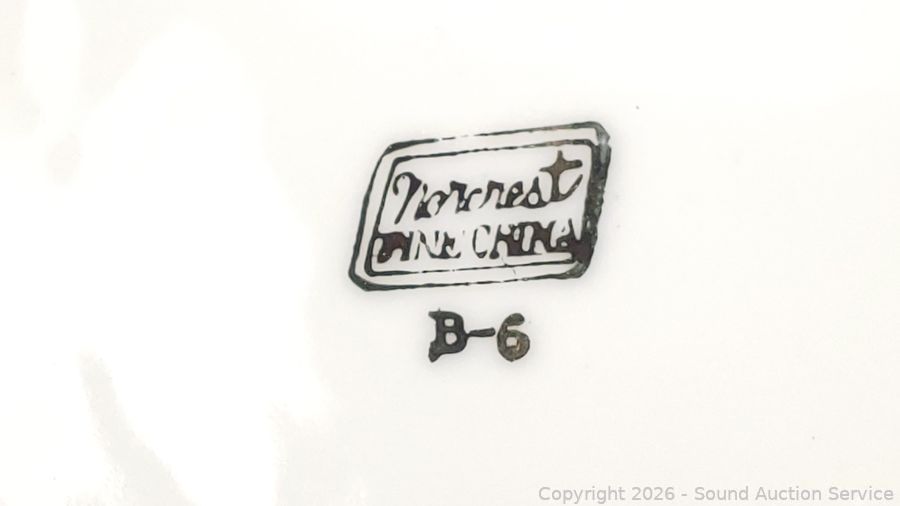 Norcrest
FINE CHINA
B-6
Copyright 2026 - Sound Auction Service